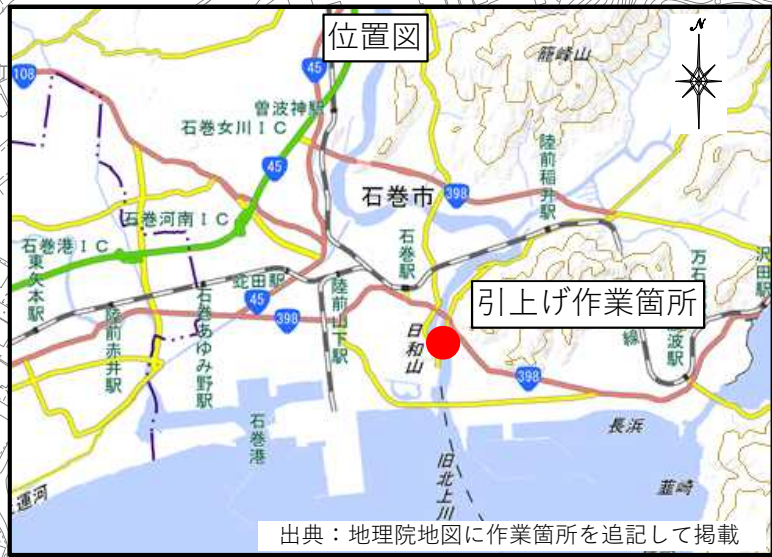 位置図
N
籠峰山
108
45
曽波神駅
石巻女川ＩＣ
45
陸前稲井駅
石巻市
398
石巻河南ＩＣ
石巻港ＩＣ
石巻駅
沢田駅
東矢本駅
蛇田駅
45
陸前山下駅
引上げ作業箇所
万石
波駅
線
陸前赤井駅
石巻あゆみ野駅
398
日和山
398
石巻港
長浜
旧北上川
韮崎
運河
出典：地理院地図に作業箇所を追記して掲載